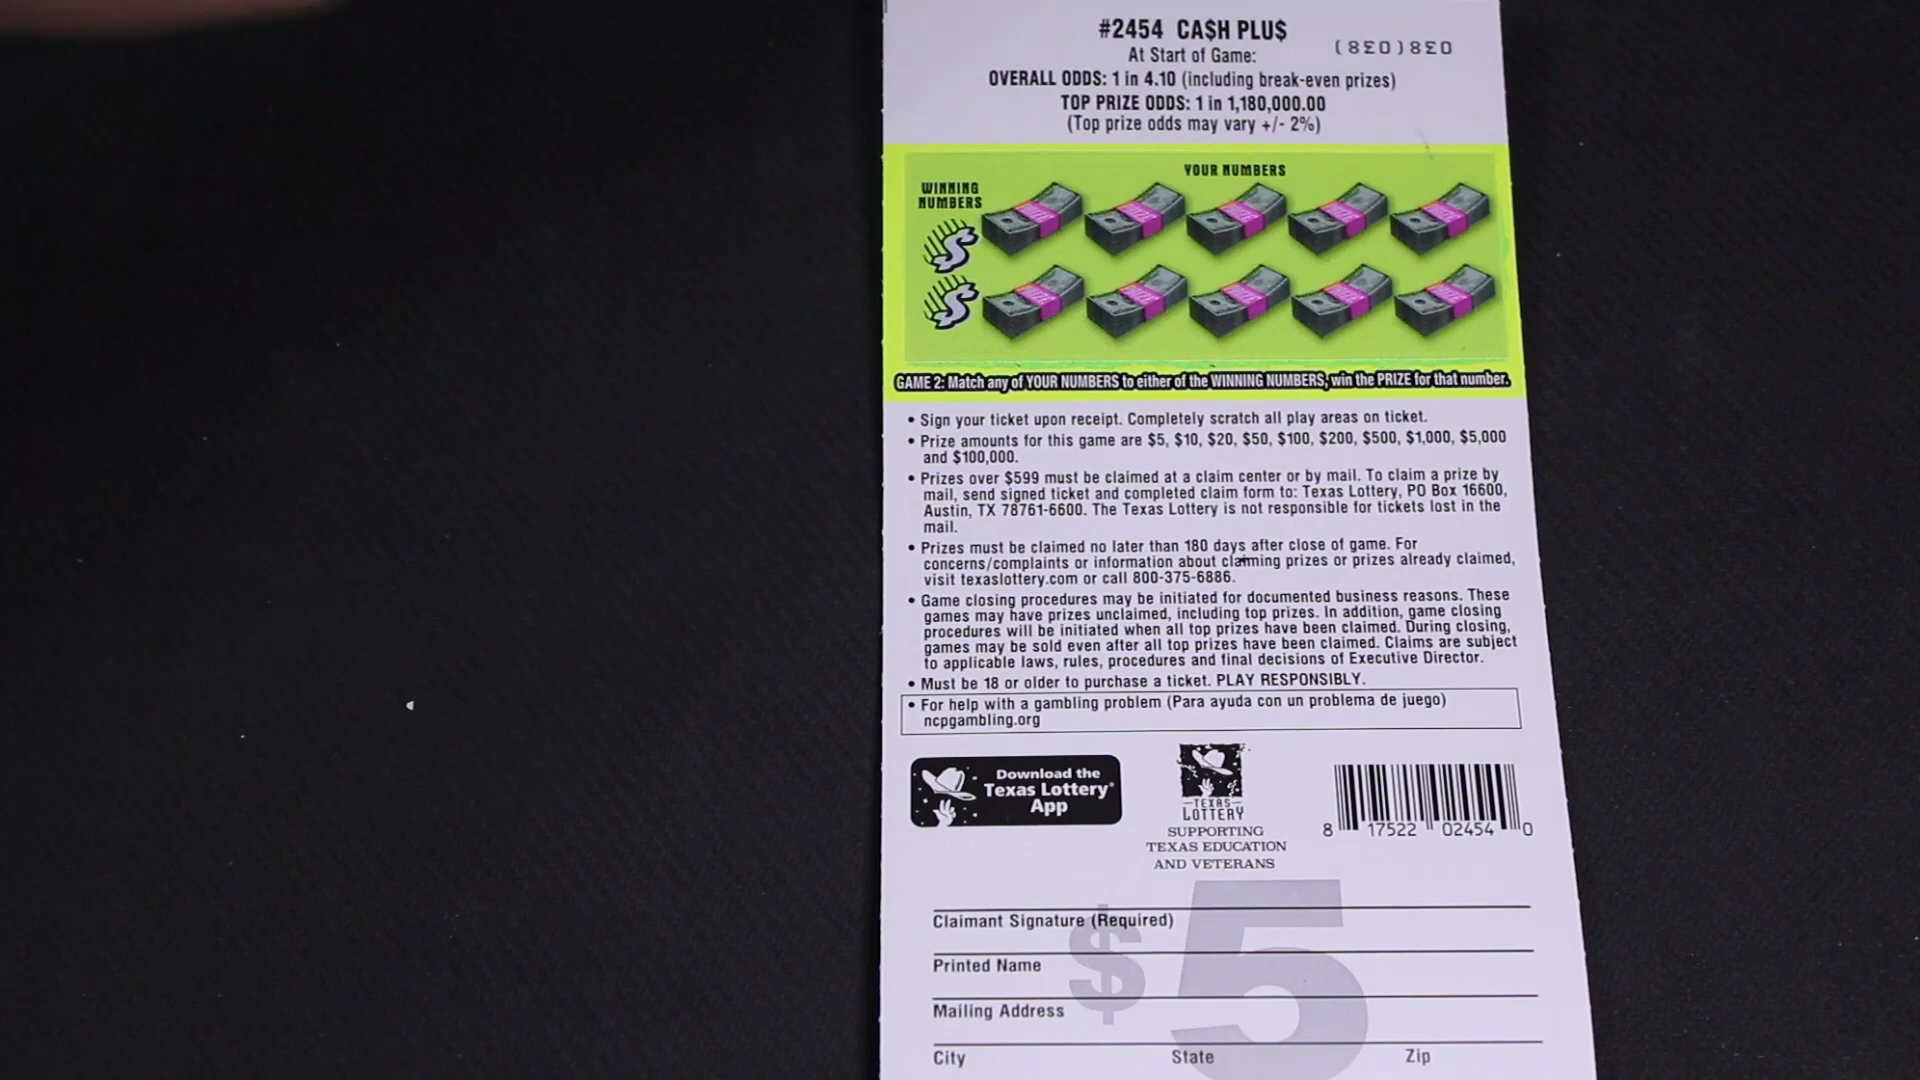 #2454 CA$H PLU$
(038)038
At Start of Game:
OVERALL ODDS: 1 in 4.10 (including break-even prizes)
TOP PRIZE ODDS: 1 in 1,180,000.00
(Top prize odds may vary +/- 2%)
YOUR NUMBERS
WINNING
NUMBERS
GAME 2: Match any of YOUR NUMBERS to either of the WINNING NUMBERS, win the PRIZE for that number.
• Sign your ticket upon receipt. Completely scratch all play areas on ticket.
• Prize amounts for this game are $5, $10, $20, $50, $100, $200, $500, $1,000, $5,000
and $100,000.
• Prizes over $599 must be claimed at a claim center or by mail. To claim a prize by
mail, send signed ticket and completed claim form to: Texas Lottery, PO Box 16600,
Austin, TX 78761-6600. The Texas Lottery is not responsible for tickets lost in the
mail.
• Prizes must be claimed no later than 180 days after close of game. For
concerns/complaints or information about claiming prizes or prizes already claimed,
visit texaslottery.com or call 800-375-6886.
• Game closing procedures may be initiated for documented business reasons. These
games may have prizes unclaimed, including top prizes. In addition, game closing
procedures will be initiated when all top prizes have been claimed. During closing,
games may be sold even after all top prizes have been claimed. Claims are subject
to applicable laws, rules, procedures and final decisions of Executive Director.
• Must be 18 or older to purchase a ticket. PLAY RESPONSIBLY.
• For help with a gambling problem (Para ayuda con un problema de juego)
ncpgambling.org
Download the
Texas Lottery®
App
TEXAS
LOTTERY
SUPPORTING
TEXAS EDUCATION
AND VETERANS
8 17522 02454 0
$5
Claimant Signature (Required)
Printed Name
Mailing Address
City State Zip